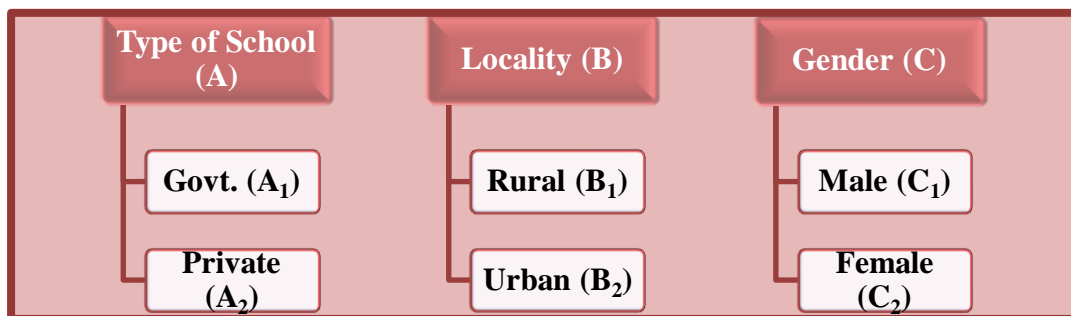 Type of School
(A)
Govt. (A₁)
Private
(A₂)
Locality (B)
Rural (B₁)
Urban (B₂)
Gender (C)
Male (C₁)
Female
(C₂)